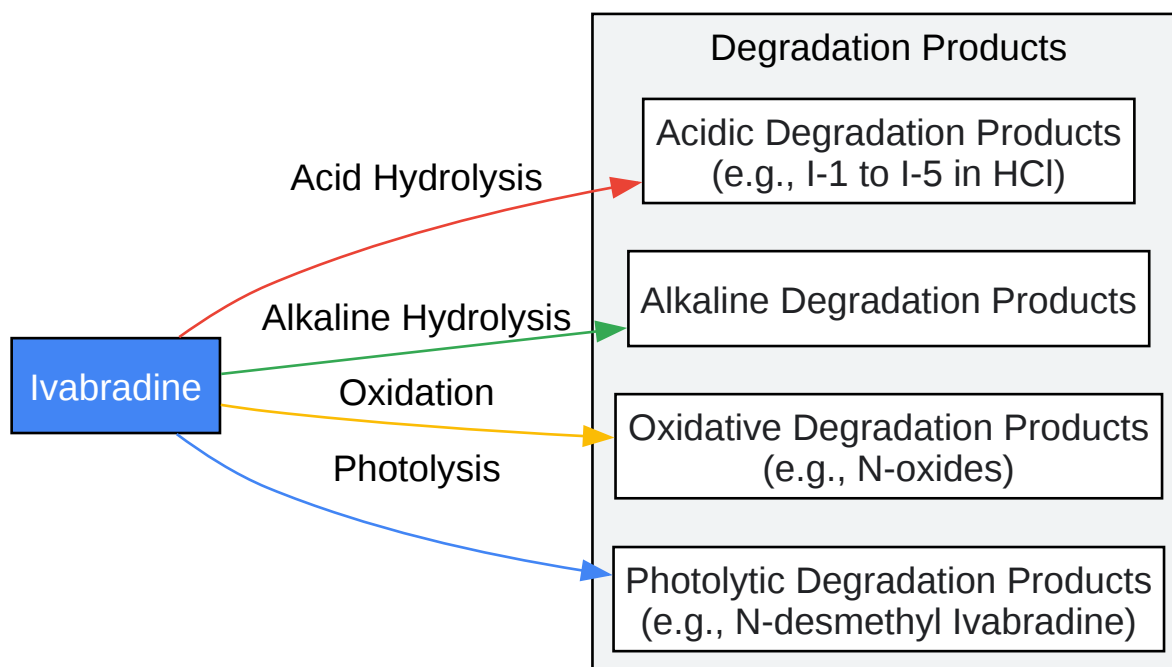 Degradation Products
Acidic Degradation Products
(e.g., I-1 to I-5 in HCl)
Acid Hydrolysis
Alkaline Degradation Products
Alkaline Hydrolysis
Ivabradine
Oxidation
Oxidative Degradation Products
(e.g., N-oxides)
Photolysis
Photolytic Degradation Products
(e.g., N-desmethyl Ivabradine)